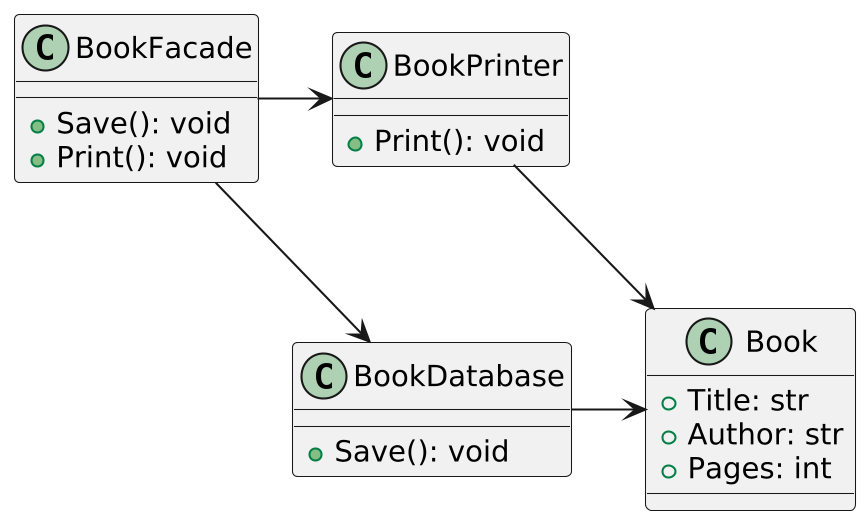 C BookFacade
Save(): void
Print(): void
C BookPrinter
Print(): void
C BookDatabase
Save(): void
C Book
Title: str
Author: str
Pages: int